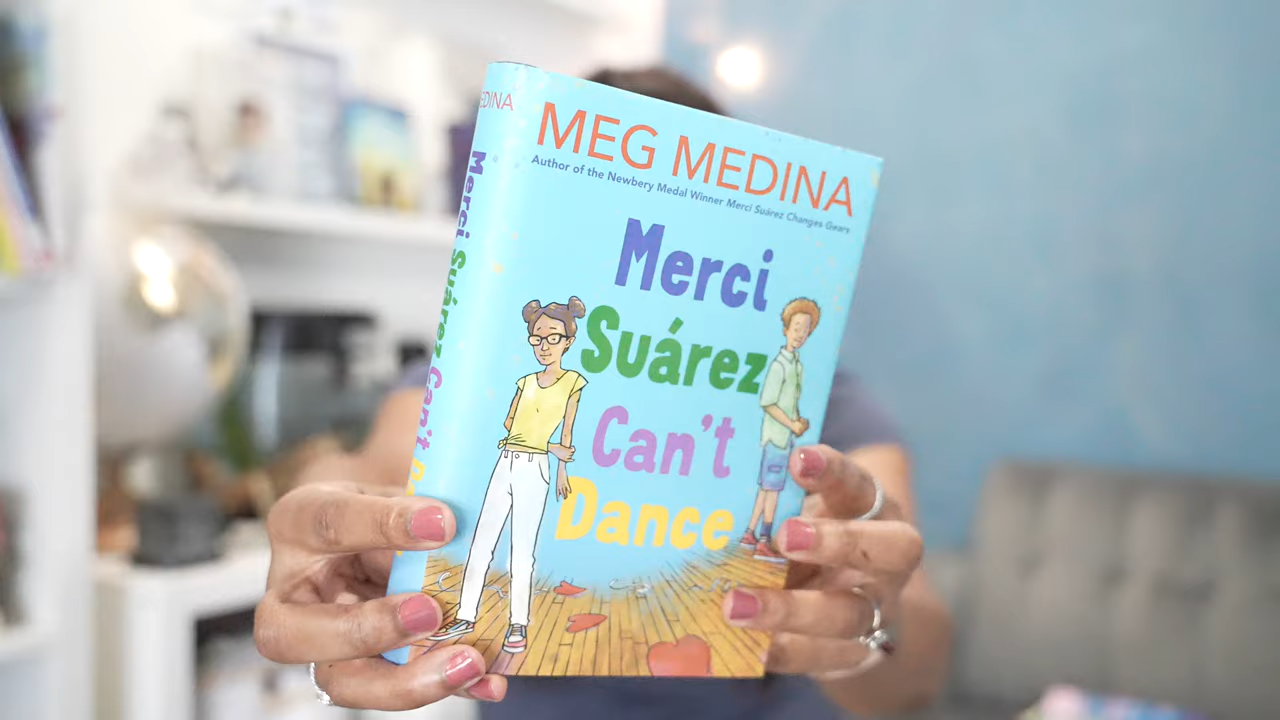 MEG MEDINA
Author of the Newbery Medal Winner Merci Suárez Changes Gears
Merci
Suárez
Can't
Dance
EDINA
Merci Suárez Can't